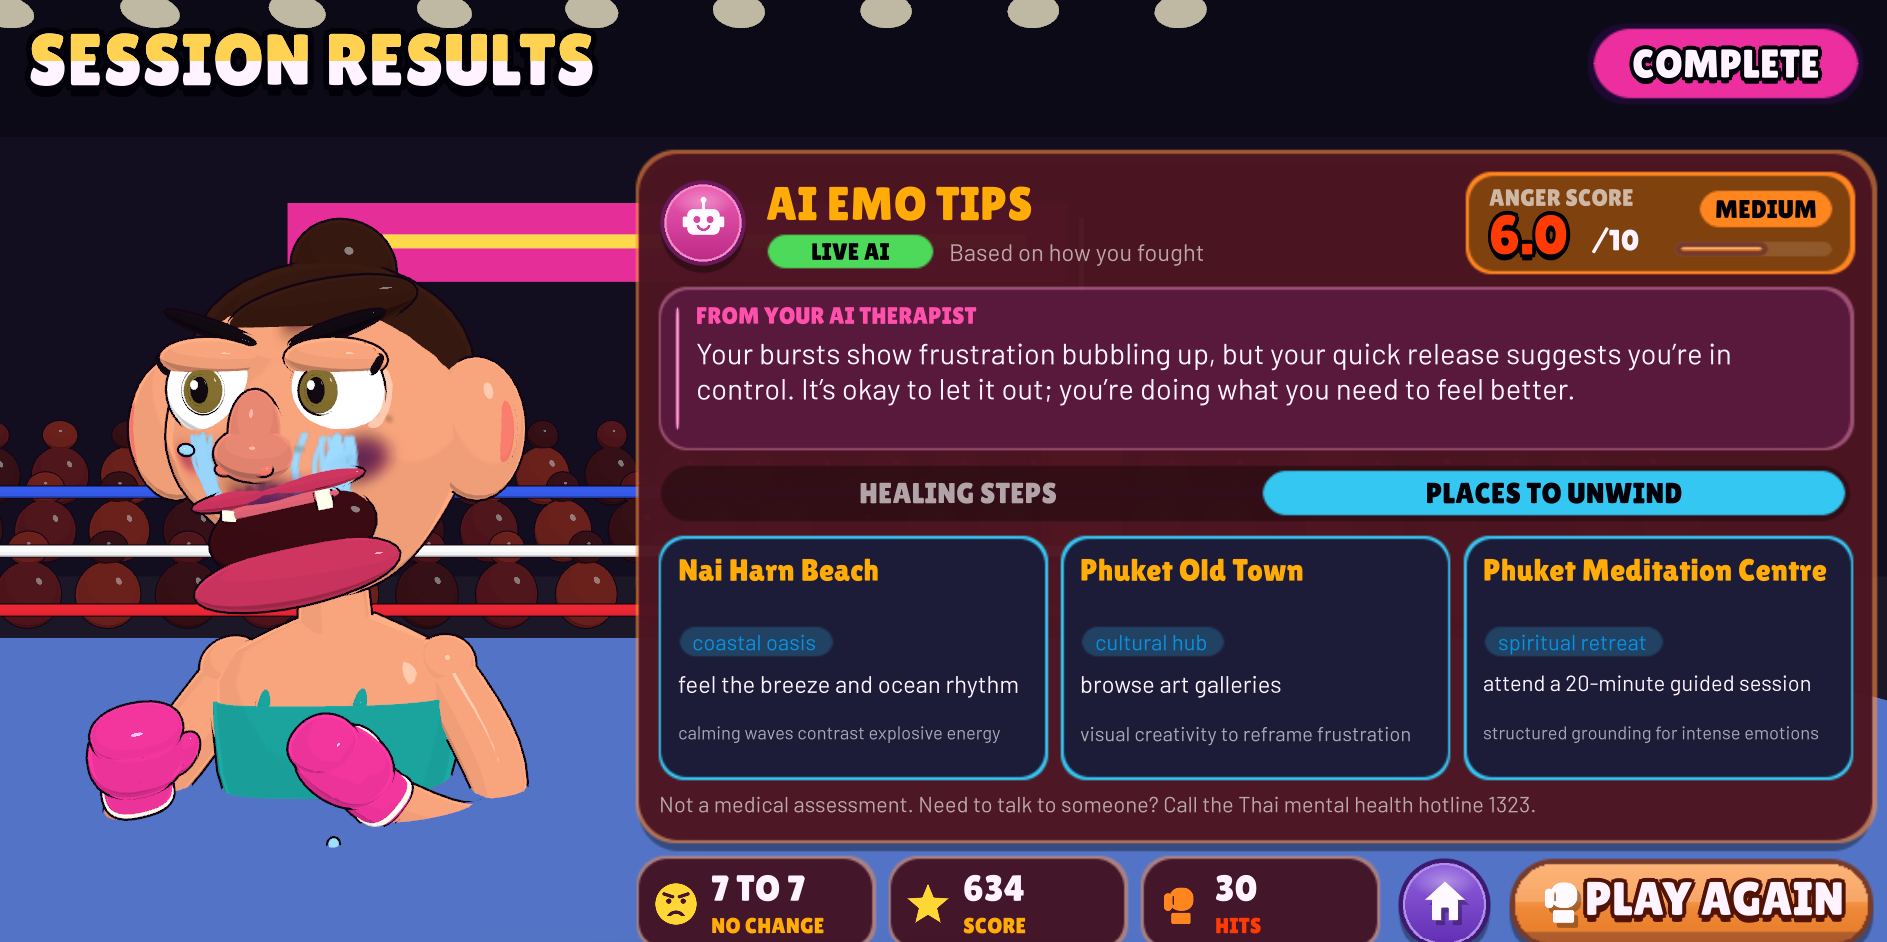 SESSION RESULTS
COMPLETE
AI EMO TIPS
LIVE AI
Based on how you fought
ANGER SCORE
6.0 /10
MEDIUM
FROM YOUR AI THERAPIST
Your bursts show frustration bubbling up, but your quick release suggests you’re in
control. It’s okay to let it out; you’re doing what you need to feel better.
HEALING STEPS
PLACES TO UNWIND
Nai Harn Beach
coastal oasis
feel the breeze and ocean rhythm
calming waves contrast explosive energy
Phuket Old Town
cultural hub
browse art galleries
visual creativity to reframe frustration
Phuket Meditation Centre
spiritual retreat
attend a 20-minute guided session
structured grounding for intense emotions
Not a medical assessment. Need to talk to someone? Call the Thai mental health hotline 1323.
7 TO 7
NO CHANGE
634
SCORE
30
HITS
PLAY AGAIN